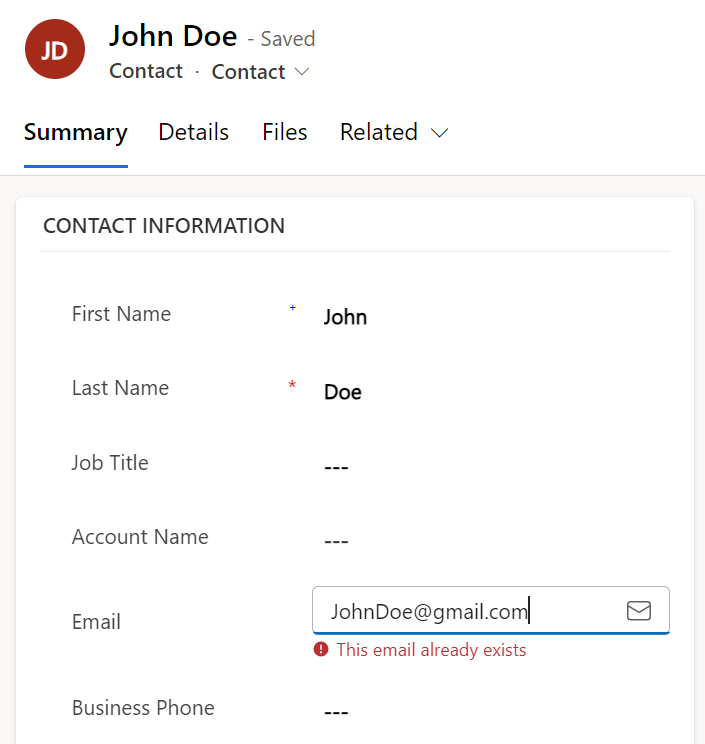 JD
John Doe - Saved
Contact · Contact
Summary Details Files Related
CONTACT INFORMATION
First Name + John
Last Name * Doe
Job Title ---
Account Name ---
Email JohnDoe@gmail.com
This email already exists
Business Phone ---